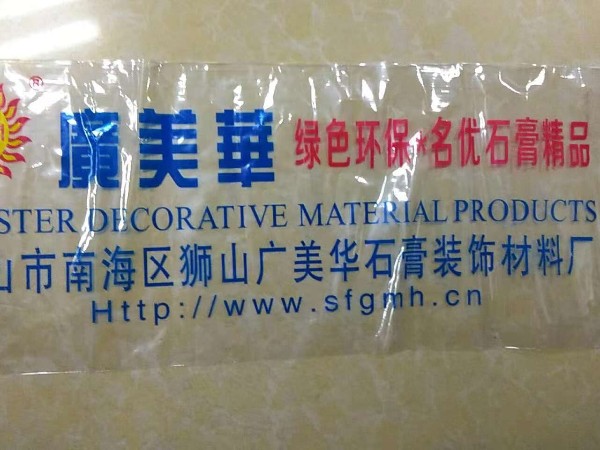 ®
廣美華 绿色环保*名优石膏精品
STER DECORATIVE MATERIAL PRODUCTS
山市南海区狮山广美华石膏装饰材料厂
Http://www.sfgmh.cn